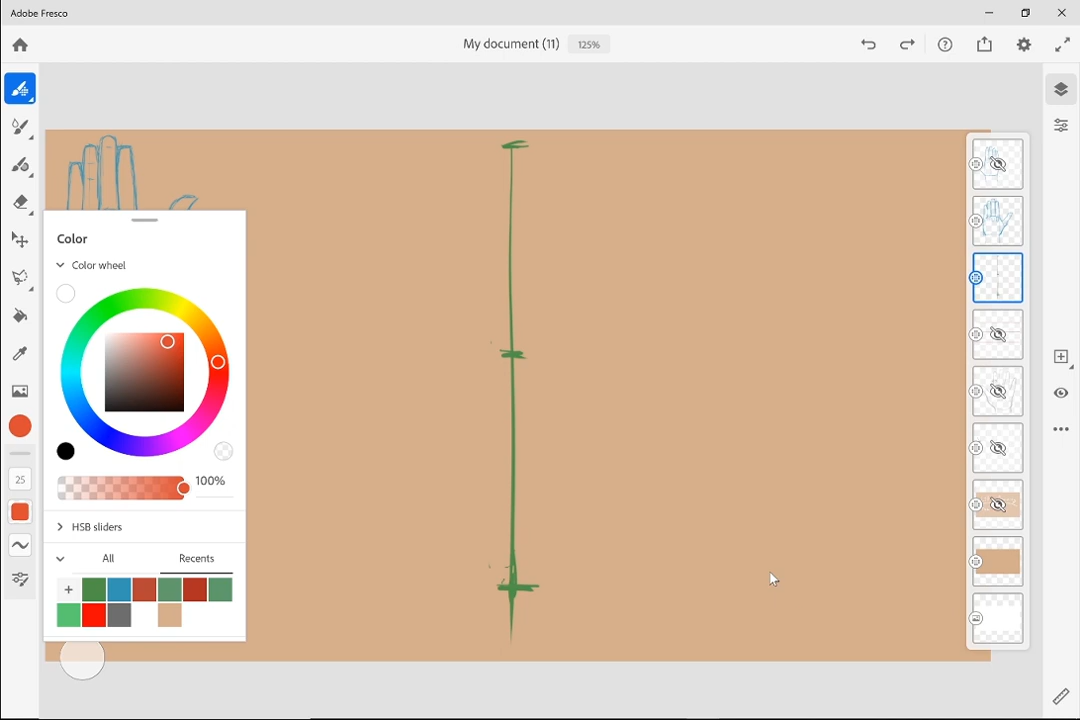 Adobe Fresco
My document (11) 125%
Color
Color wheel
100%
25
HSB sliders
All Recents